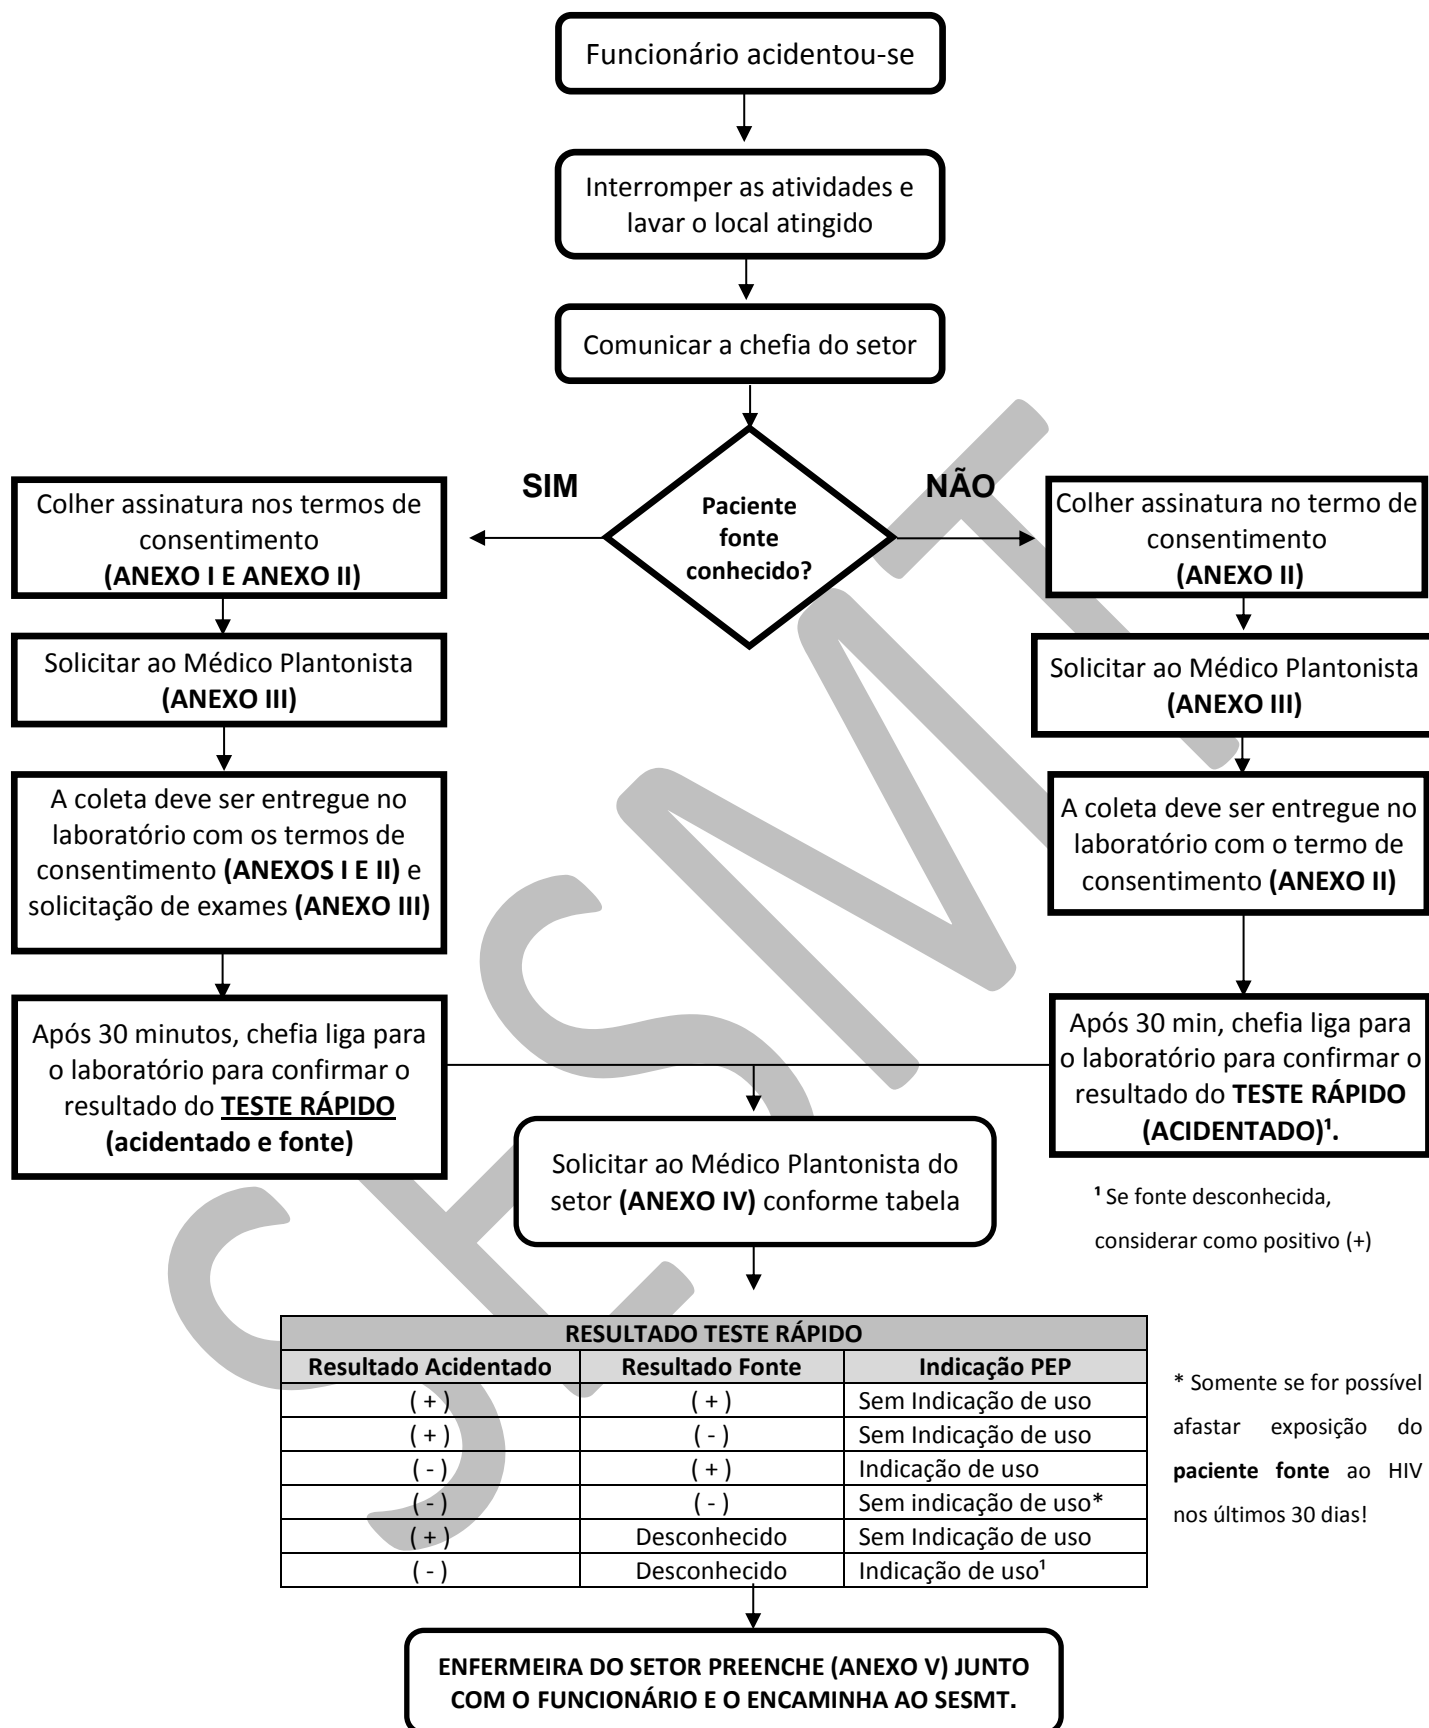 Funcionário acidentou-se
Interromper as atividades e
lavar o local atingido
Comunicar a chefia do setor
SIM
NÃO
Paciente
fonte
conhecido?
Colher assinatura nos termos de
consentimento
(ANEXO I E ANEXO II)
Solicitar ao Médico Plantonista
(ANEXO III)
A coleta deve ser entregue no
laboratório com os termos de
consentimento (ANEXOS I E II) e
solicitação de exames (ANEXO III)
Após 30 minutos, chefia liga para
o laboratório para confirmar o
resultado do TESTE RÁPIDO
(acidentado e fonte)
Colher assinatura no termo de
consentimento
(ANEXO II)
Solicitar ao Médico Plantonista
(ANEXO III)
A coleta deve ser entregue no
laboratório com o termo de
consentimento (ANEXO II)
Após 30 min, chefia liga para
o laboratório para confirmar o
resultado do TESTE RÁPIDO
(ACIDENTADO)¹.
¹ Se fonte desconhecida,
considerar como positivo (+)
Solicitar ao Médico Plantonista do
setor (ANEXO IV) conforme tabela
RESULTADO TESTE RÁPIDO
Resultado Acidentado Resultado Fonte Indicação PEP
( + ) ( + ) Sem Indicação de uso
( + ) ( - ) Sem Indicação de uso
( - ) ( + ) Indicação de uso
( - ) ( - ) Sem indicação de uso*
( + ) Desconhecido Sem Indicação de uso
( - ) Desconhecido Indicação de uso¹
* Somente se for possível
afastar exposição do
paciente fonte ao HIV
nos últimos 30 dias!
ENFERMEIRA DO SETOR PREENCHE (ANEXO V) JUNTO
COM O FUNCIONÁRIO E O ENCAMINHA AO SESMT.
SESMT